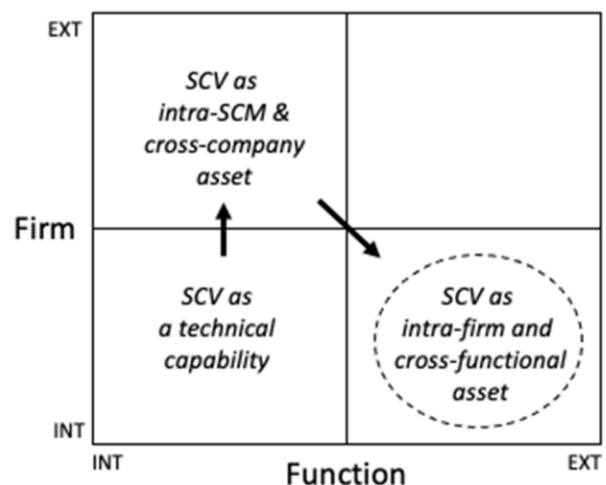 EXT
SCV as
intra-SCM &
cross-company
asset
Firm
SCV as
a technical
capability
SCV as
intra-firm and
cross-functional
asset
INT
INT
EXT
Function